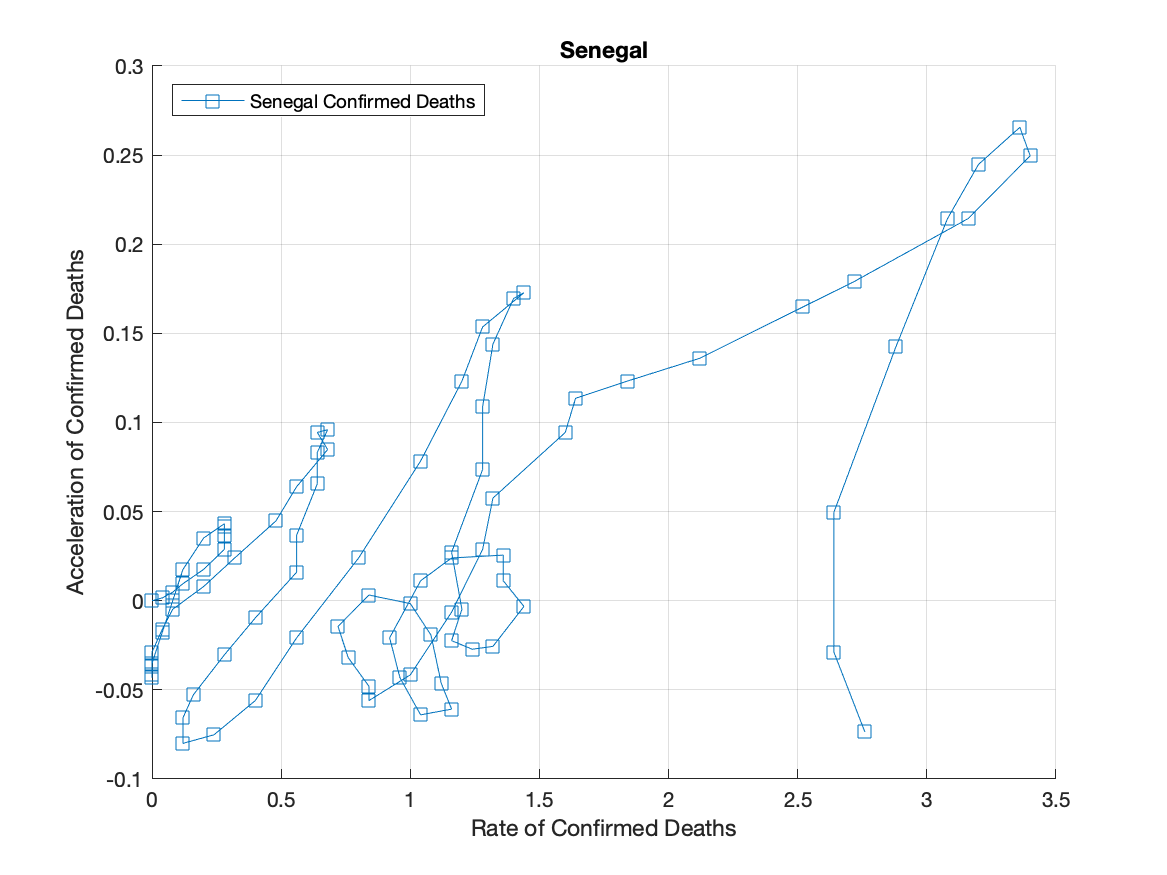 Senegal
Senegal Confirmed Deaths
0.3
0.25
0.2
0.15
0.1
0.05
0
-0.05
-0.1
Acceleration of Confirmed Deaths
0 0.5 1 1.5 2 2.5 3 3.5
Rate of Confirmed Deaths